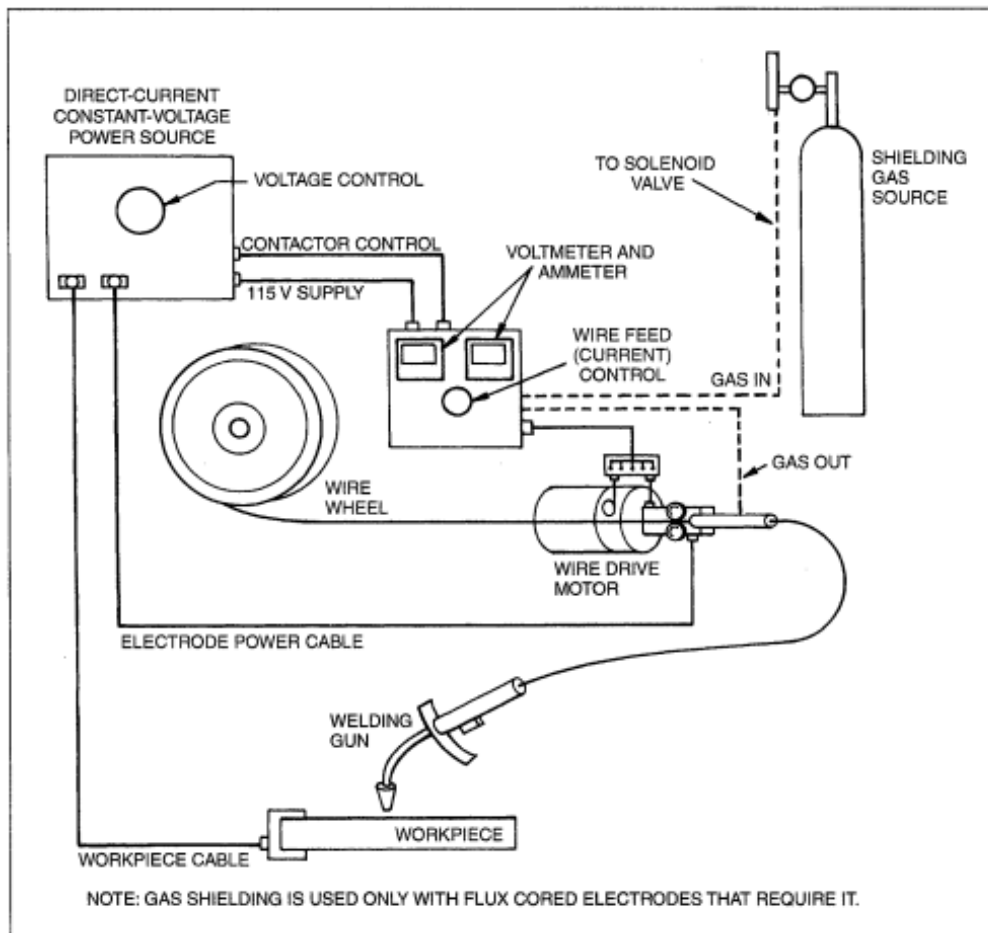 DIRECT-CURRENT
CONSTANT-VOLTAGE
POWER SOURCE
VOLTAGE CONTROL
TO SOLENOID
VALVE
SHIELDING
GAS
SOURCE
CONTACTOR CONTROL
VOLTMETER AND
AMMETER
115 V SUPPLY
WIRE FEED
(CURRENT)
CONTROL
GAS IN
GAS OUT
WIRE
WHEEL
WIRE DRIVE
MOTOR
ELECTRODE POWER CABLE
WELDING
GUN
WORKPIECE
WORKPIECE CABLE
NOTE: GAS SHIELDING IS USED ONLY WITH FLUX CORED ELECTRODES THAT REQUIRE IT.